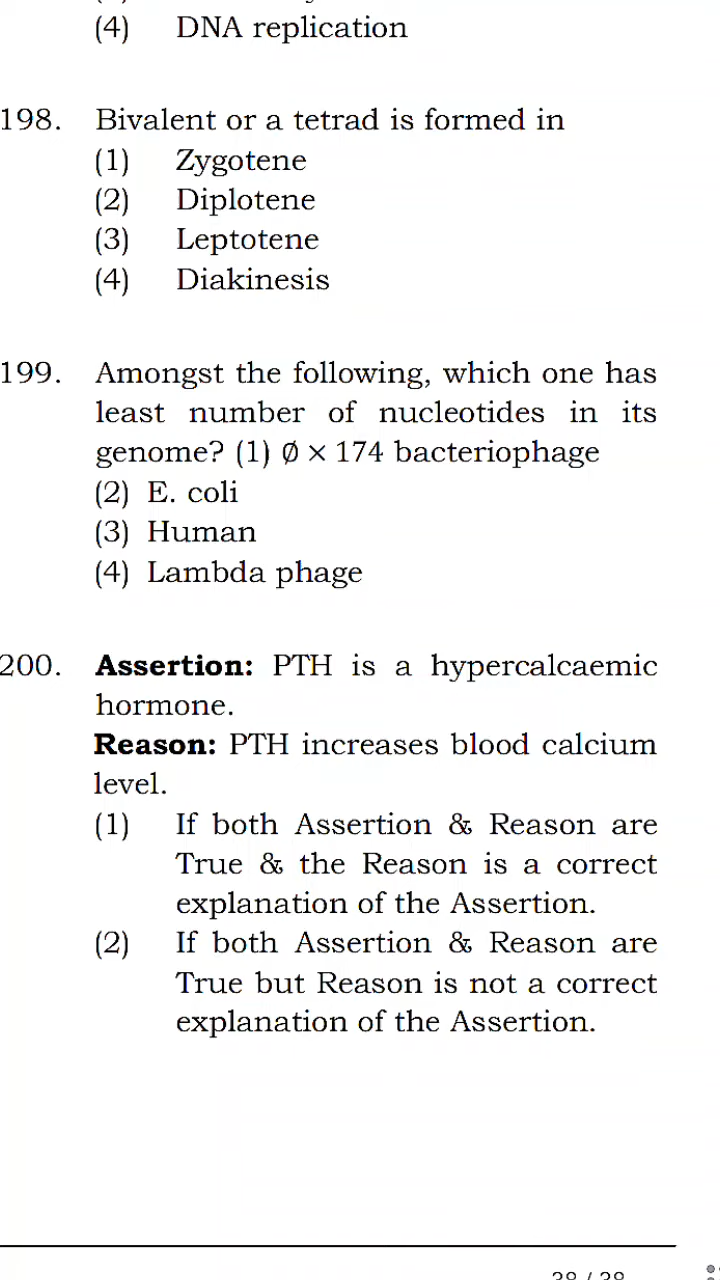 (4) DNA replication
198. Bivalent or a tetrad is formed in
(1) Zygotene
(2) Diplotene
(3) Leptotene
(4) Diakinesis
199. Amongst the following, which one has
least number of nucleotides in its
genome? (1) ∅ × 174 bacteriophage
(2) E. coli
(3) Human
(4) Lambda phage
200. Assertion: PTH is a hypercalcaemic
hormone.
Reason: PTH increases blood calcium
level.
(1) If both Assertion & Reason are
True & the Reason is a correct
explanation of the Assertion.
(2) If both Assertion & Reason are
True but Reason is not a correct
explanation of the Assertion.
38 / 38